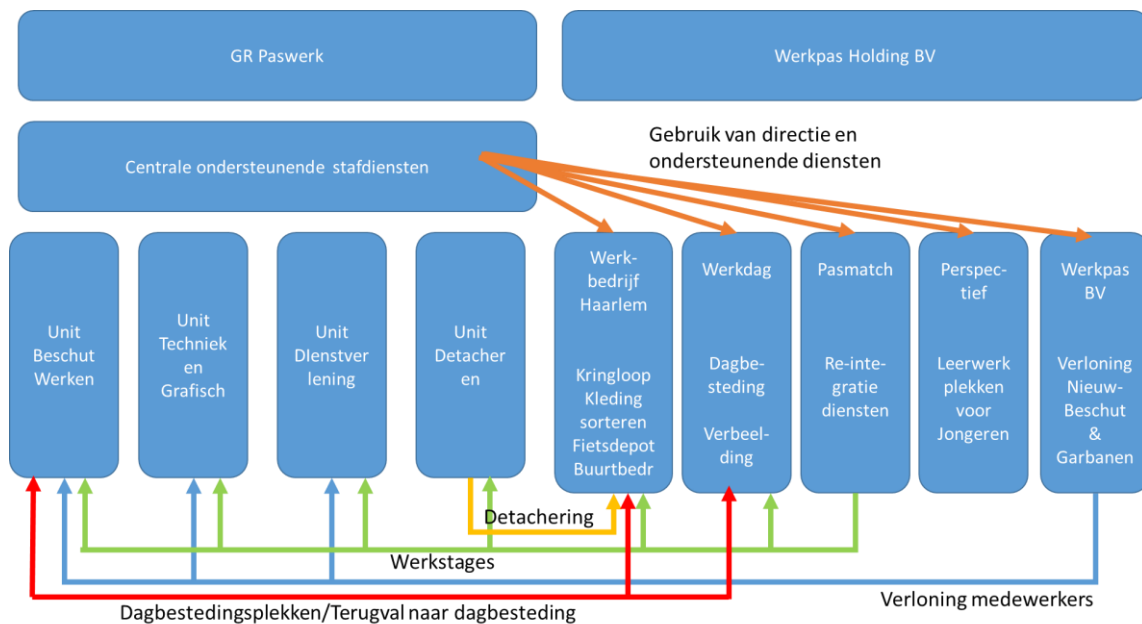 GR Paswerk
Werkpas Holding BV
Centrale ondersteunende stafdiensten
Gebruik van directie en
ondersteunende diensten
Unit
Beschut
Werken
Unit
Techniek
en
Grafisch
Unit
DIenstver
lening
Unit
Detacher
en
Werk-
bedrijf
Haarlem
Kringloop
Kleding
sorteren
Fietsdepot
Buurtbedr
Werkdag
Dagbe-
steding
Verbeel-
ding
Pasmatch
Re-inte-
gratie
diensten
Perspec-
tief
Leerwerk
plekken
voor
Jongeren
Werkpas
BV
Verloning
Nieuw-
Beschut
&
Garbanen
Detachering
Werkstages
Dagbestedingsplekken/Terugval naar dagbesteding
Verloning medewerkers